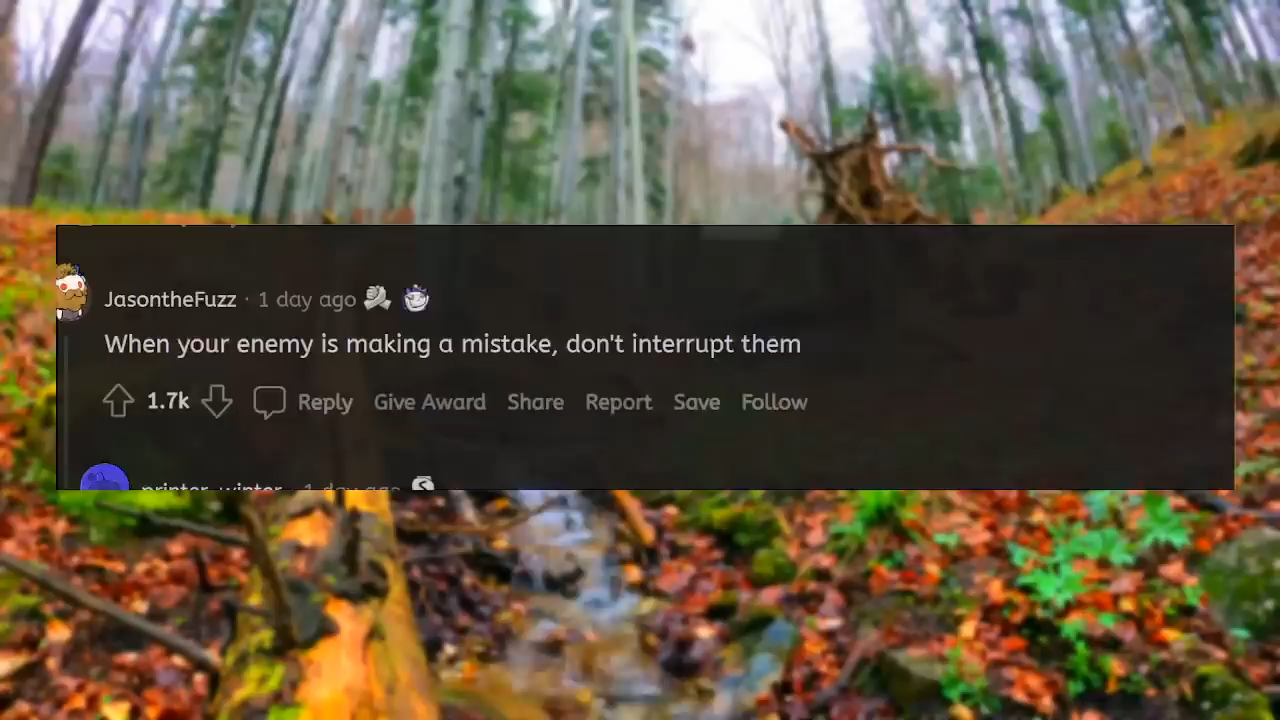 JasontheFuzz · 1 day ago
When your enemy is making a mistake, don't interrupt them
1.7k Reply Give Award Share Report Save Follow
printer_winter · 1 day ago